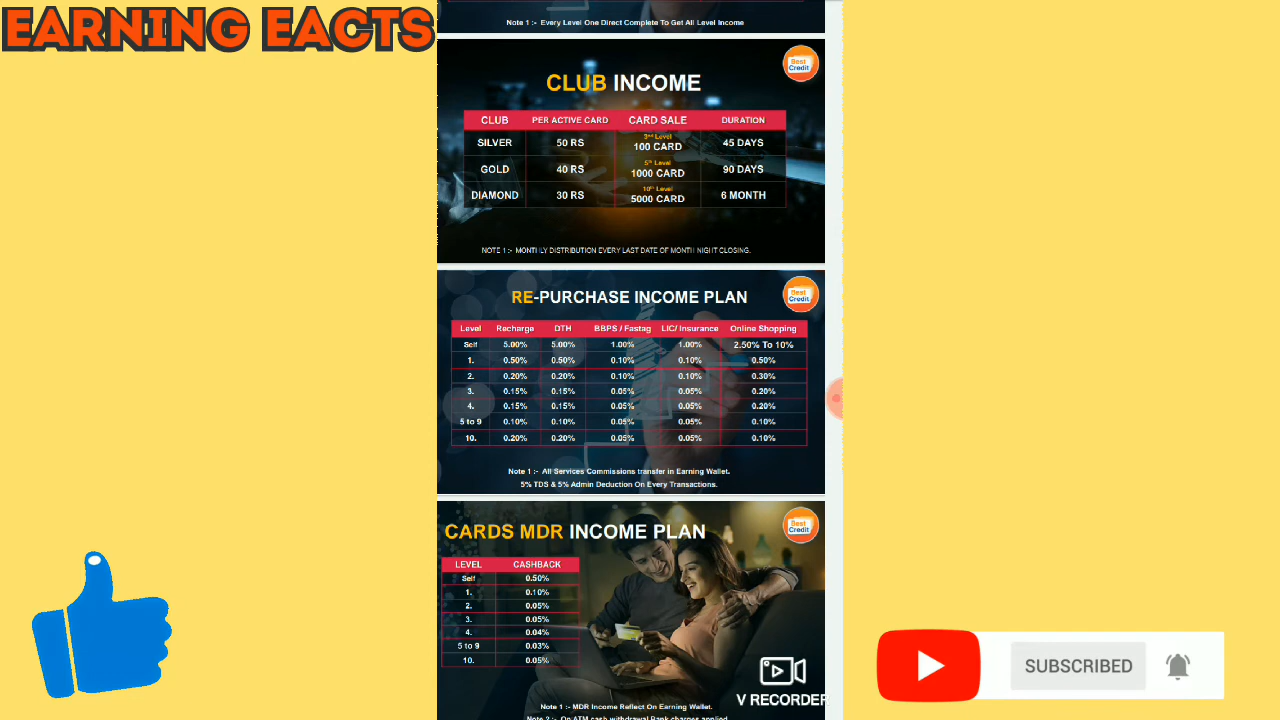 EARNING EACTS
Note 1 :- Every Level One Direct Complete To Get All Level Income
Best
Credit
CLUB INCOME
CLUB PER ACTIVE CARD CARD SALE DURATION
SILVER 50 RS 3rd Level 100 CARD 45 DAYS
GOLD 40 RS 5th Level 1000 CARD 90 DAYS
DIAMOND 30 RS 10th Level 5000 CARD 6 MONTH
NOTE 1 :- MONTHLY DISTRIBUTION EVERY LAST DATE OF MONTH NIGHT CLOSING.
Best
Credit
RE-PURCHASE INCOME PLAN
Level Recharge DTH BBPS / Fastag LIC/ Insurance Online Shopping
Self 5.00% 5.00% 1.00% 1.00% 2.50% To 10%
1. 0.50% 0.50% 0.10% 0.10% 0.50%
2. 0.20% 0.20% 0.10% 0.10% 0.30%
3. 0.15% 0.15% 0.05% 0.05% 0.20%
4. 0.15% 0.15% 0.05% 0.05% 0.20%
5 to 9 0.10% 0.10% 0.05% 0.05% 0.10%
10. 0.20% 0.20% 0.05% 0.05% 0.10%
Note 1 :- All Services Commissions transfer in Earning Wallet.
5% TDS & 5% Admin Deduction On Every Transactions.
Best
Credit
CARDS MDR INCOME PLAN
LEVEL CASHBACK
Self 0.50%
1. 0.10%
2. 0.05%
3. 0.05%
4. 0.04%
5 to 9 0.03%
10. 0.05%
Note 1 :- MDR Income Reflect On Earning Wallet.
Note 2 :- On ATM cash withdrawal Bank charges applied
V RECORDER
SUBSCRIBED